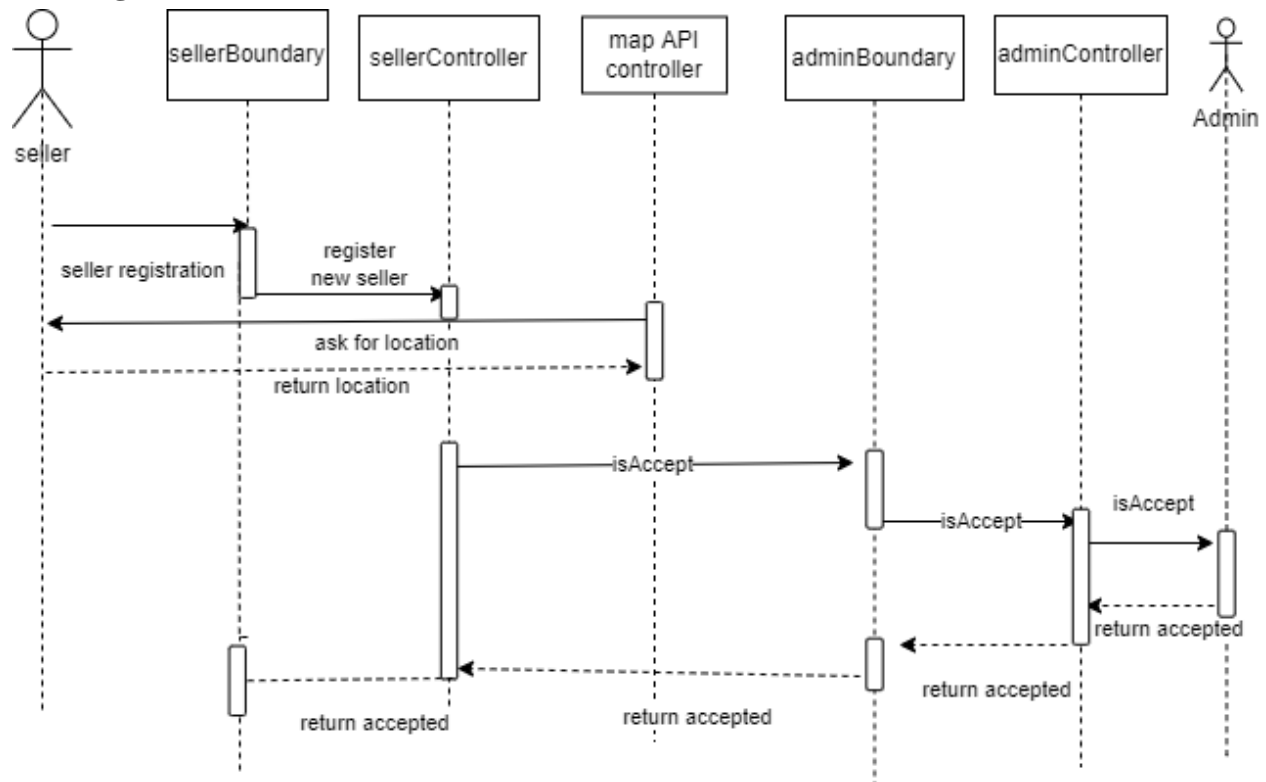 sellerBoundary
sellerController
map API
controller
adminBoundary
adminController
Admin
seller
seller registration
register
new seller
ask for location
return location
isAccept
isAccept
isAccept
return accepted
return accepted
return accepted
return accepted